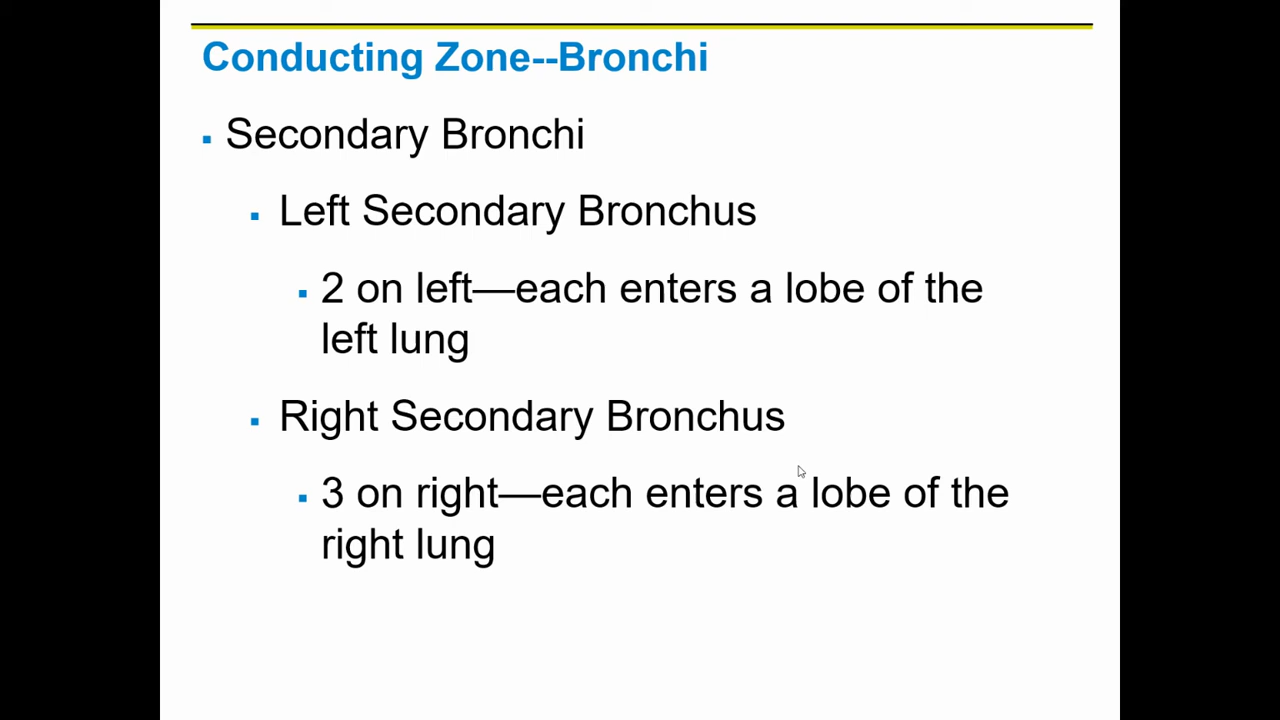 Conducting Zone--Bronchi
▪ Secondary Bronchi
▪ Left Secondary Bronchus
▪ 2 on left—each enters a lobe of the
left lung
▪ Right Secondary Bronchus
▪ 3 on right—each enters a lobe of the
right lung